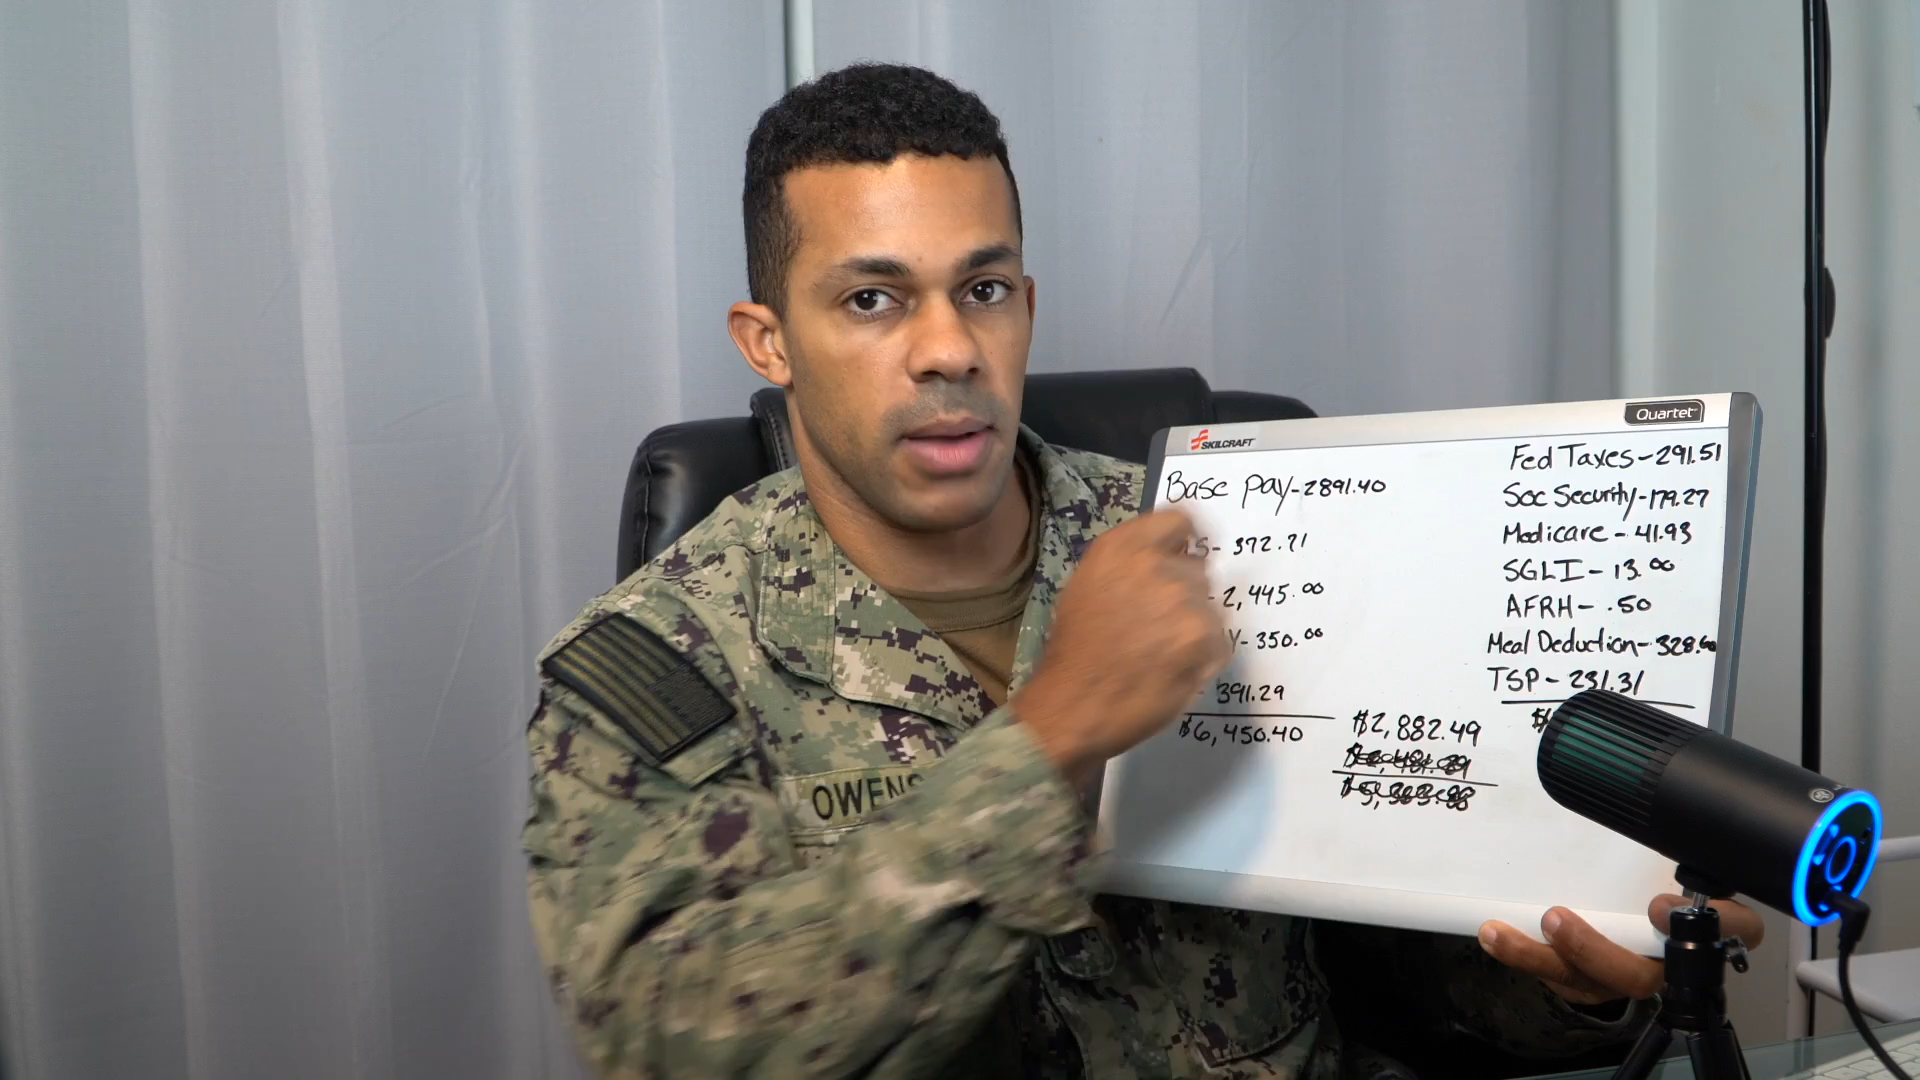 Quartet
SKILCRAFT
Base Pay-2891.40
- 372.71
- 2,445.00
Y- 350.00
- 391.29
$6,450.40
$2,882.49
Fed Taxes-291.51
Soc Security-179.27
Medicare - 41.93
SGLI - 13.00
AFRH - .50
Meal Deduction - 328.60
TSP - 231.31
OWENS